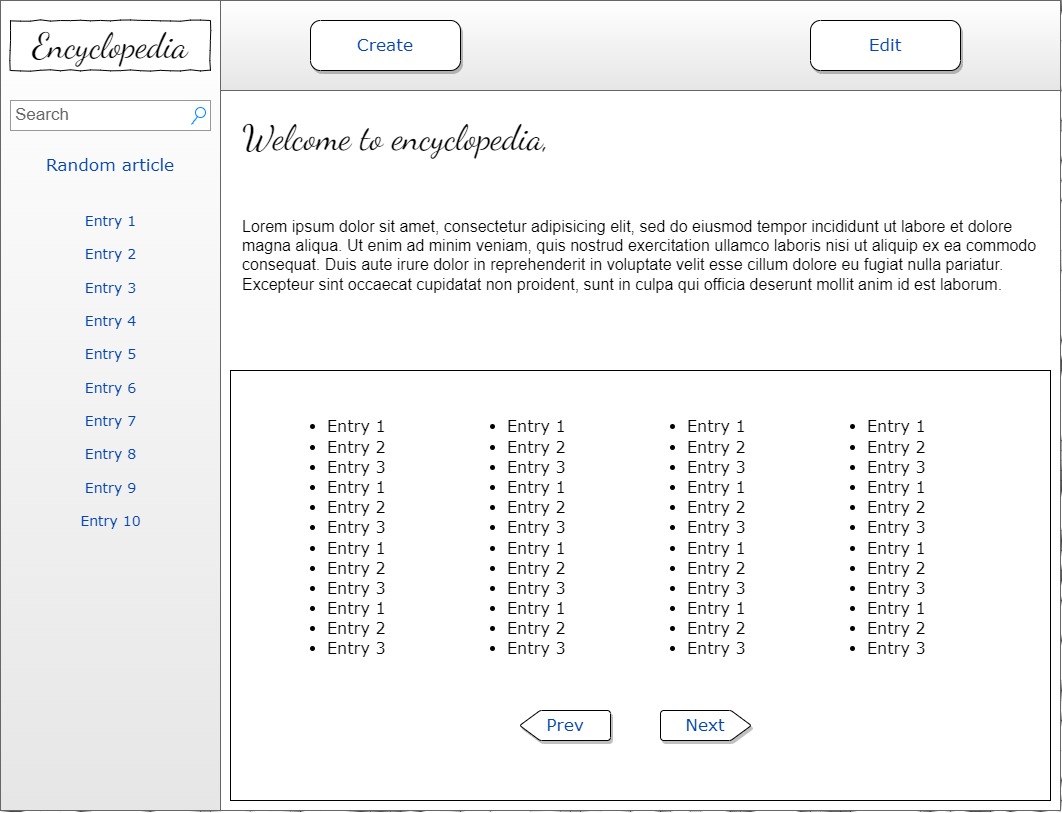 Encyclopedia
Create
Edit
Search
Random article
Entry 1
Entry 2
Entry 3
Entry 4
Entry 5
Entry 6
Entry 7
Entry 8
Entry 9
Entry 10
Welcome to encyclopedia,
Lorem ipsum dolor sit amet, consectetur adipisicing elit, sed do eiusmod tempor incididunt ut labore et dolore
magna aliqua. Ut enim ad minim veniam, quis nostrud exercitation ullamco laboris nisi ut aliquip ex ea commodo
consequat. Duis aute irure dolor in reprehenderit in voluptate velit esse cillum dolore eu fugiat nulla pariatur.
Excepteur sint occaecat cupidatat non proident, sunt in culpa qui officia deserunt mollit anim id est laborum.
• Entry 1
• Entry 2
• Entry 3
• Entry 1
• Entry 2
• Entry 3
• Entry 1
• Entry 2
• Entry 3
• Entry 1
• Entry 2
• Entry 3
• Entry 1
• Entry 2
• Entry 3
• Entry 1
• Entry 2
• Entry 3
• Entry 1
• Entry 2
• Entry 3
• Entry 1
• Entry 2
• Entry 3
• Entry 1
• Entry 2
• Entry 3
• Entry 1
• Entry 2
• Entry 3
• Entry 1
• Entry 2
• Entry 3
• Entry 1
• Entry 2
• Entry 3
• Entry 1
• Entry 2
• Entry 3
• Entry 1
• Entry 2
• Entry 3
• Entry 1
• Entry 2
• Entry 3
• Entry 1
• Entry 2
• Entry 3
Prev
Next